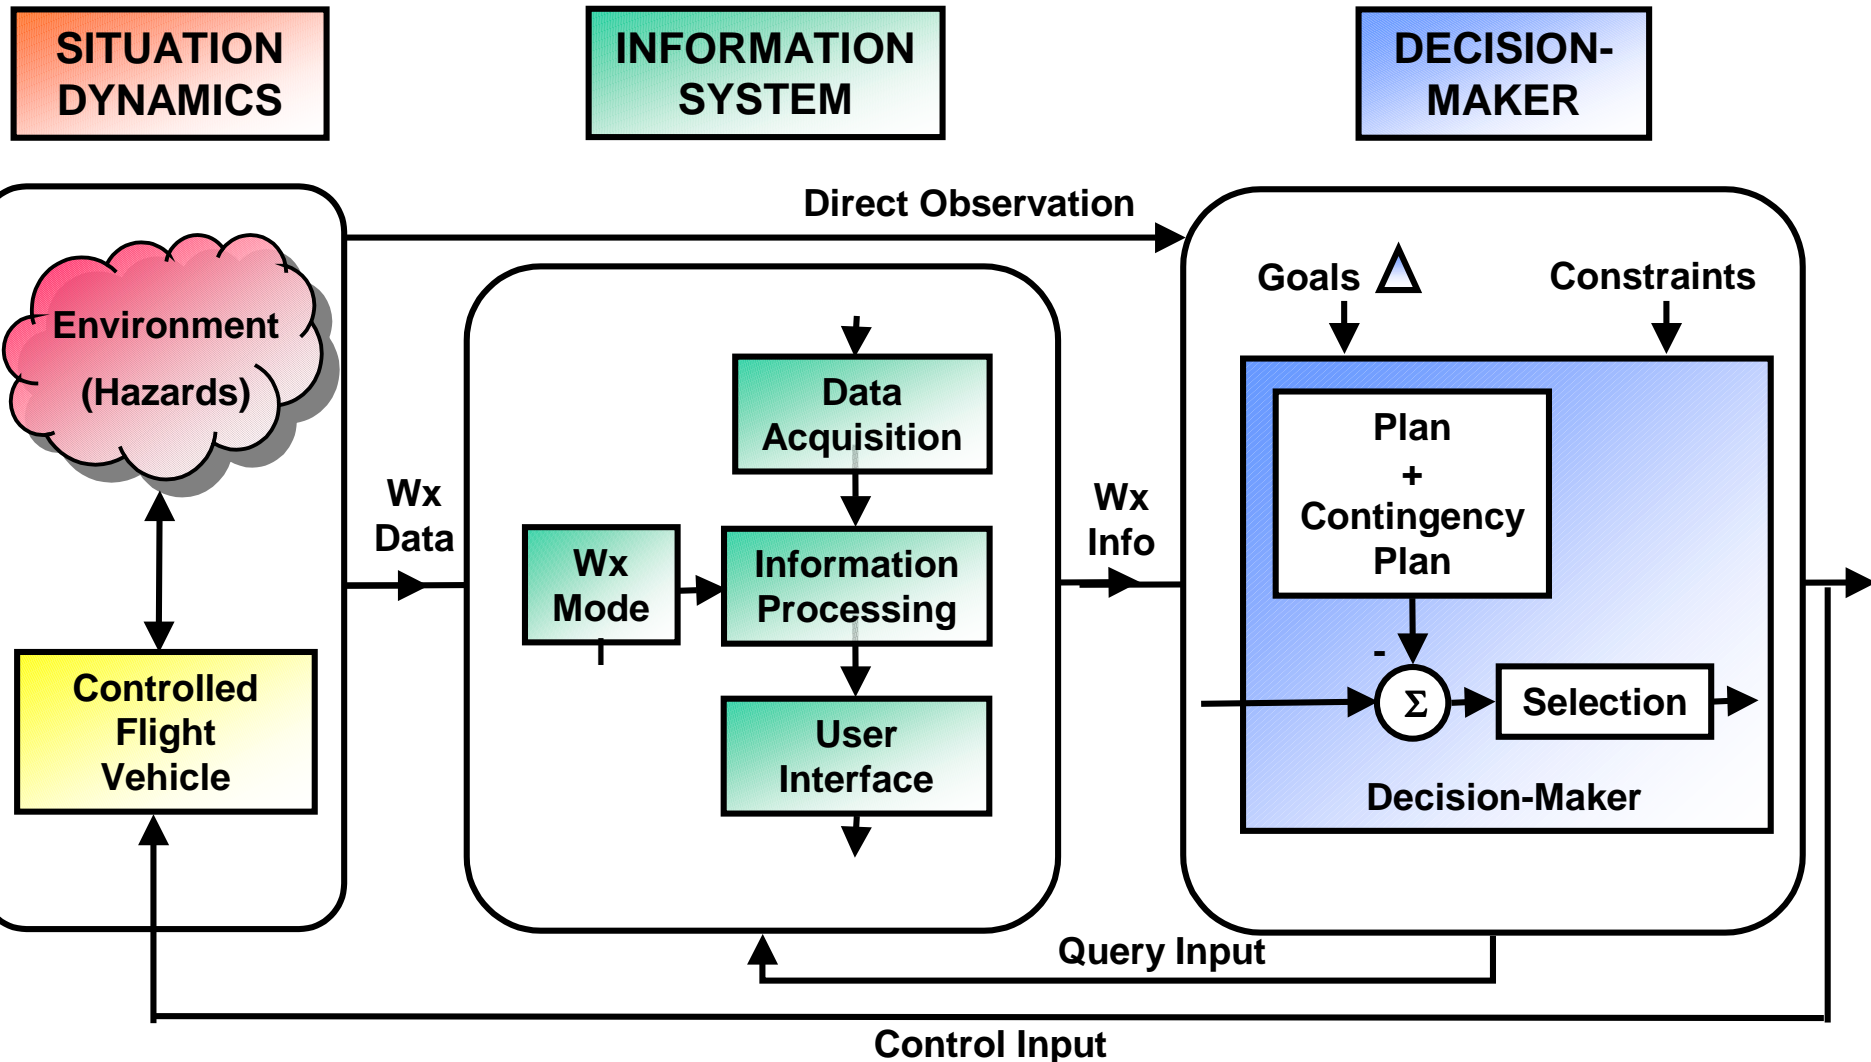 SITUATION
DYNAMICS
INFORMATION
SYSTEM
DECISION-
MAKER
Direct Observation
Environment
(Hazards)
Controlled
Flight
Vehicle
Wx
Data
Data
Acquisition
Wx
Mode
Information
Processing
User
Interface
Wx
Info
Goals
Constraints
Plan
+
Contingency
Plan
-
Σ
Selection
Decision-Maker
Query Input
Control Input